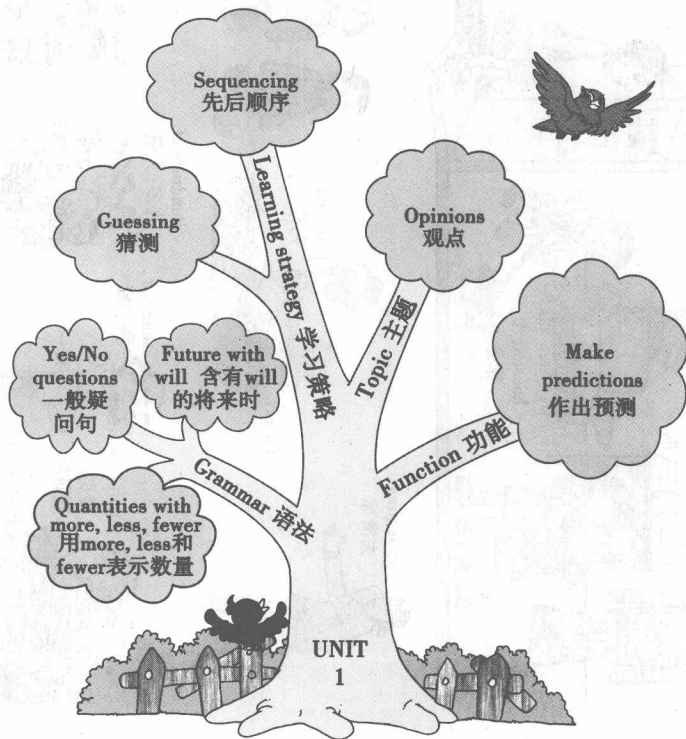 Sequencing
先后顺序
Learning strategy 学习策略
Guessing
猜测
Opinions
观点
Topic 主题
Make
predictions
作出预测
Function 功能
Yes/No
questions
一般疑
问句
Future with
will 含有will
的将来时
Grammar 语法
Quantities with
more, less, fewer
用more, less和
fewer表示数量
UNIT
1